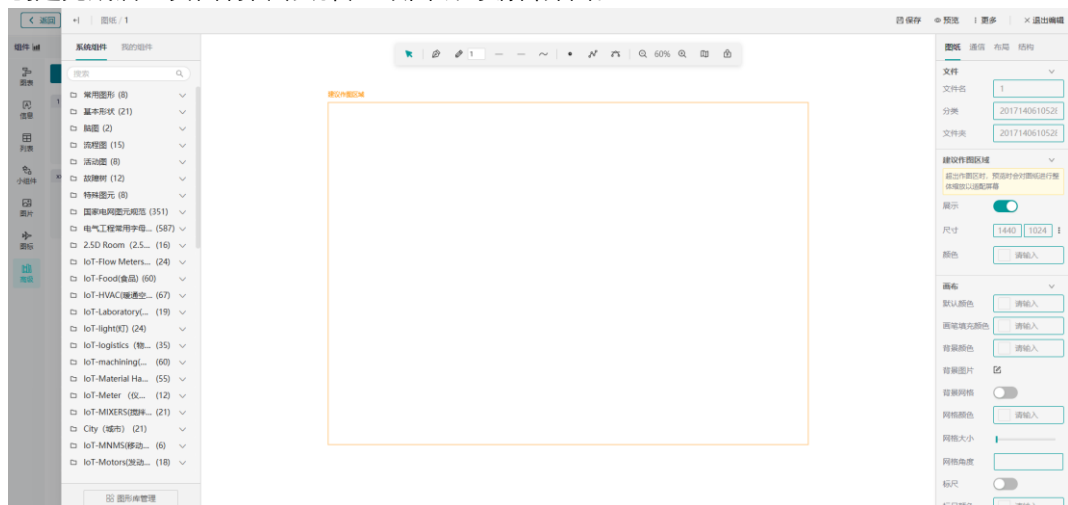 返回
图纸 / 1
保存
预览
更多
退出编辑
组件
图表
信息
列表
小组件
图片
图标
系统组件 我的组件
搜索
常用图形 (8)
基本形状 (21)
脑图 (2)
流程图 (15)
活动图 (8)
故障树 (12)
特殊图元 (8)
国家电网图元规范 (351)
电气工程常用字母... (587)
2.5D Room (2.5... (16)
IoT-Flow Meters... (24)
IoT-Food(食品) (60)
IoT-HVAC(暖通空... (67)
IoT-Laboratory(... (19)
IoT-light(灯) (24)
IoT-logistics (物... (35)
IoT-machining(... (60)
IoT-Material Ha... (55)
IoT-Meter (仪... (12)
IoT-MIXERS(搅拌... (21)
City (城市) (21)
IoT-MNMS(移动... (6)
IoT-Motors(发动... (18)
图形库管理
1
60%
建议作图区域
图纸 通信 布局 结构
文件
文件名 1
分类 2017140610528
文件夹 2017140610528
建议作图区域
超出作图区域,预览时会对图纸进行整
体缩放以适配屏幕
展示
尺寸 1440 1024
颜色 请输入
画布
默认颜色 请输入
画笔填充颜色 请输入
背景颜色 请输入
背景图片
背景网格
网格颜色 请输入
网格大小
网格角度
标尺